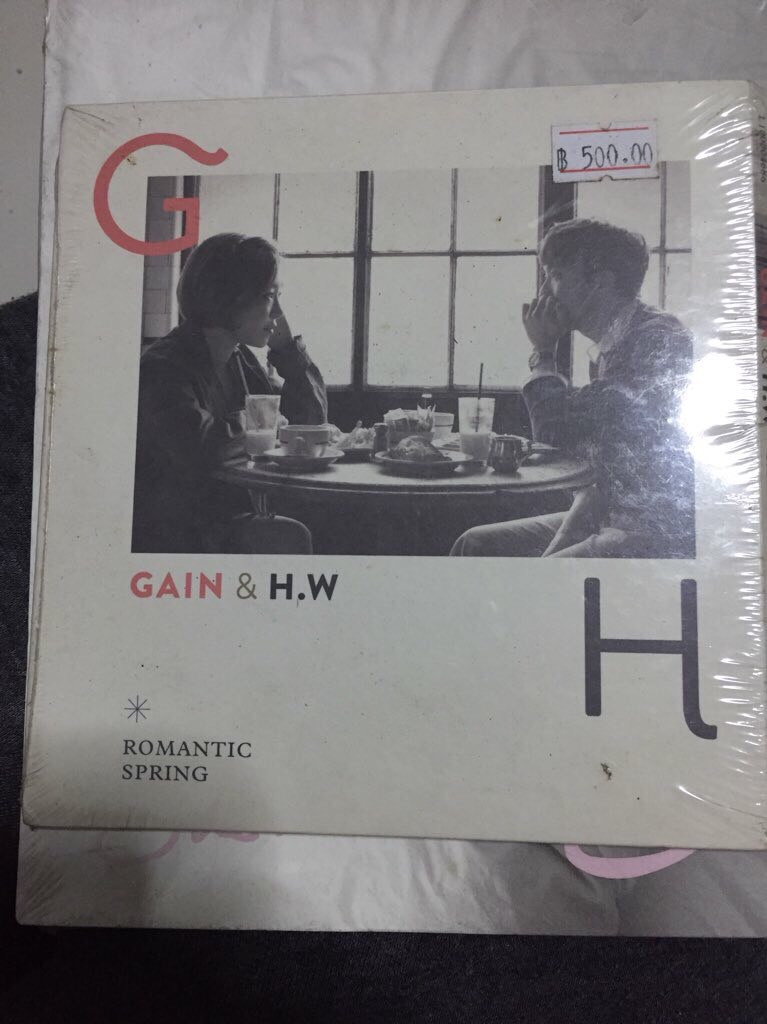 G
฿ 500.00
GAIN & H.W
H
ROMANTIC
SPRING